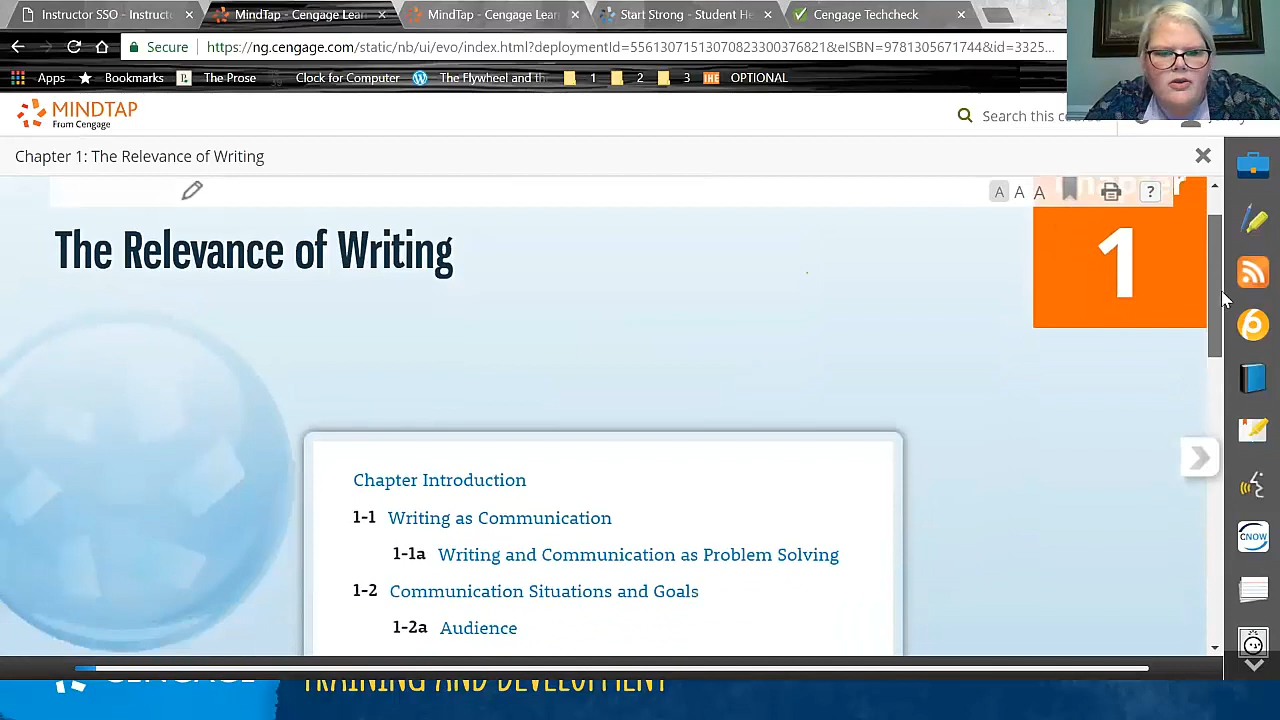 Instructor SSO - Instructo
MindTap - Cengage Lear
MindTap - Cengage Lear
Start Strong - Student He
Cengage Techcheck
Secure
https://ng.cengage.com/static/nb/ui/evo/index.html?deploymentId=55613071513070823300376821&eISBN=9781305671744&id=3325...
Apps
Bookmarks
The Prose
Clock for Computer
The Flywheel and th
1
2
3
OPTIONAL
MINDTAP
From Cengage
Search this
Chapter 1: The Relevance of Writing
A A A
?
The Relevance of Writing
1
Chapter Introduction
1-1 Writing as Communication
1-1a Writing and Communication as Problem Solving
1-2 Communication Situations and Goals
1-2a Audience
CNOW
CENGAGE
TRAINING AND DEVELOPMENT